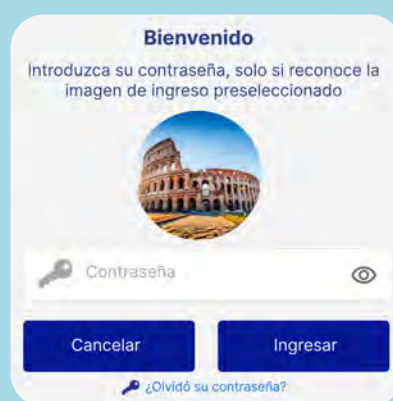 Bienvenido
Introduzca su contraseña, solo si reconoce la
imagen de ingreso preseleccionado
Contraseña
Cancelar
Ingresar
¿Olvidó su contraseña?